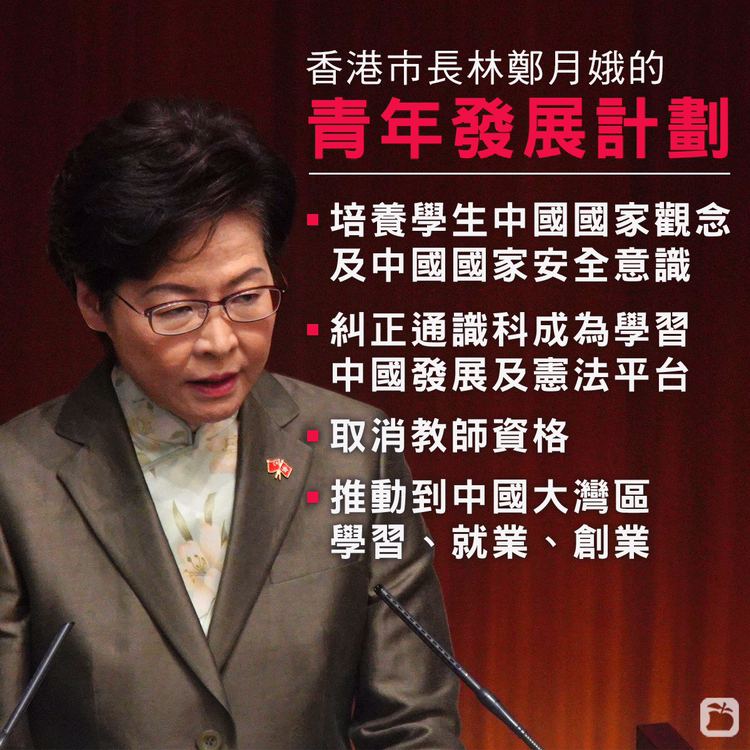 香港市長林鄭月娥的
青年發展計劃
培養學生中國國家觀念
及中國國家安全意識
糾正通識科成為學習
中國發展及憲法平台
取消教師資格
推動到中國大灣區
學習、就業、創業